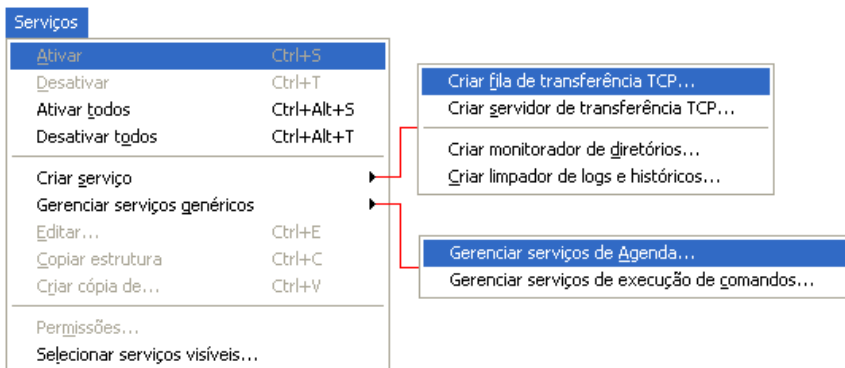 Serviços
Ativar Ctrl+S
Desativar Ctrl+T
Ativar todos Ctrl+Alt+S
Desativar todos Ctrl+Alt+T
Criar serviço
Gerenciar serviços genéricos
Editar... Ctrl+E
Copiar estrutura Ctrl+C
Criar cópia de... Ctrl+V
Permissões...
Selecionar serviços visíveis...
Criar fila de transferência TCP...
Criar servidor de transferência TCP...
Criar monitorador de diretórios...
Criar limpador de logs e históricos...
Gerenciar serviços de Agenda...
Gerenciar serviços de execução de comandos...